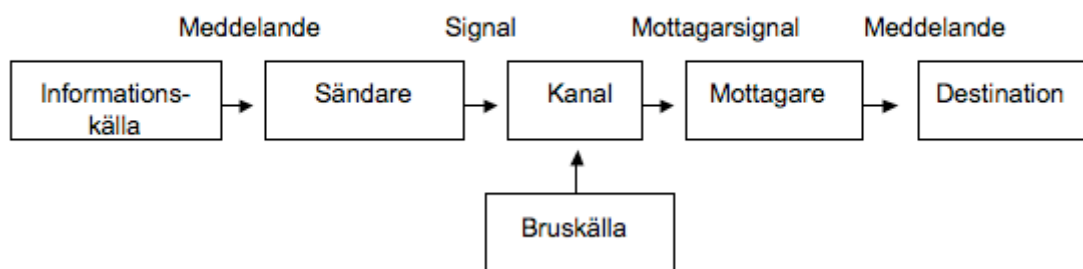 Meddelande Signal Mottagarsignal Meddelande
Informations-
källa
Sändare
Kanal
Mottagare
Destination
Bruskälla